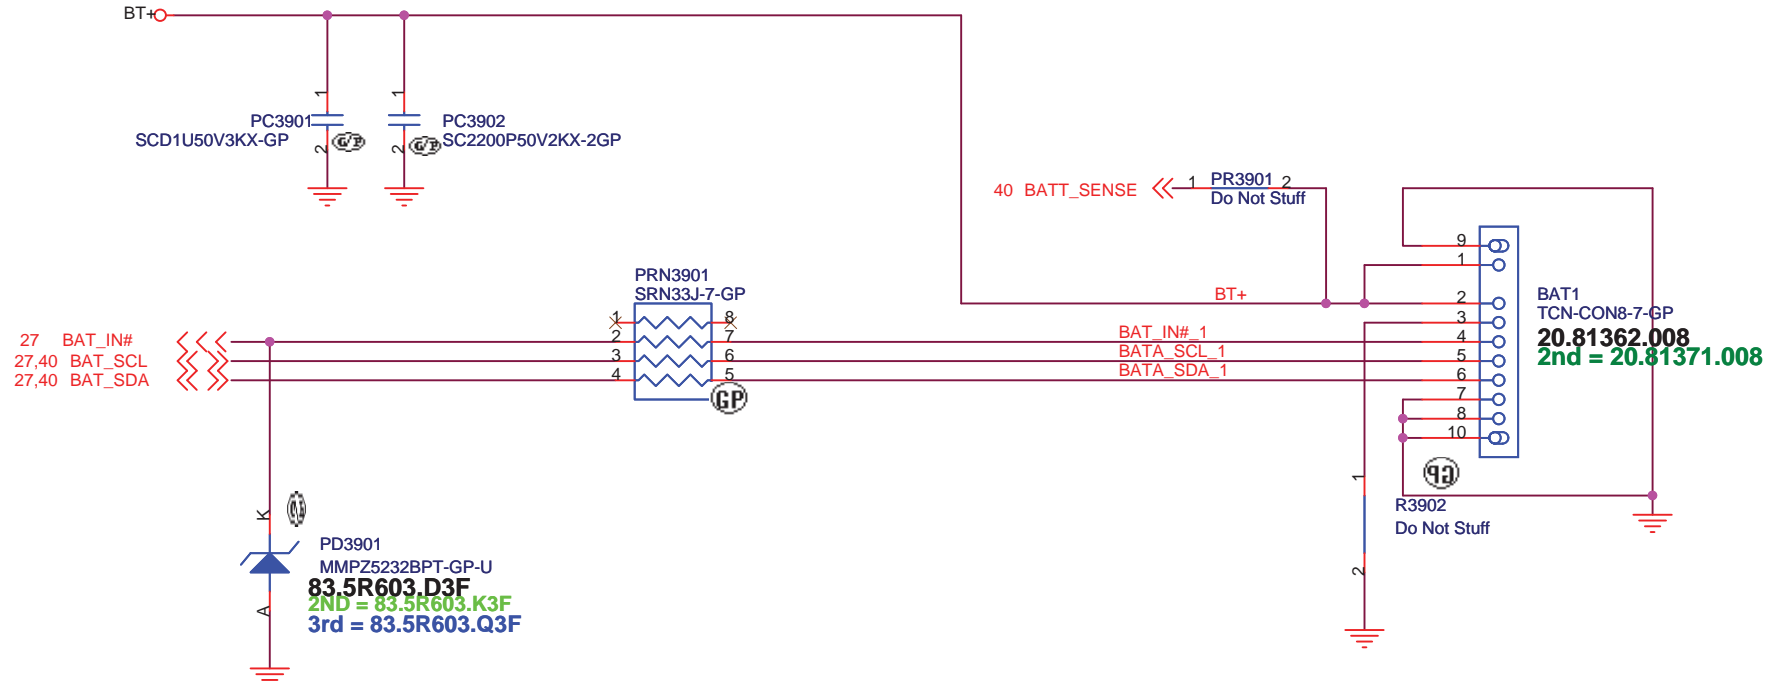 BT+
1
1
PC3901
SCD1U50V3KX-GP
2
G/P
PC3902
SC2200P50V2KX-2GP
2
G/P
40 BATT_SENSE
1
PR3901
2
Do Not Stuff
9
1
PRN3901
SRN33J-7-GP
BT+
2
BAT1
TCN-CON8-7-GP
20.81362.008
2nd = 20.81371.008
1
8
3
27 BAT_IN#
2
7
BAT_IN#_1
4
27,40 BAT_SCL
3
6
BATA_SCL_1
5
27,40 BAT_SDA
4
5
BATA_SDA_1
6
GP
7
8
10
GP
1
R3902
Do Not Stuff
2
K
PD3901
MMPZ5232BPT-GP-U
83.5R603.D3F
2ND = 83.5R603.K3F
3rd = 83.5R603.Q3F
A